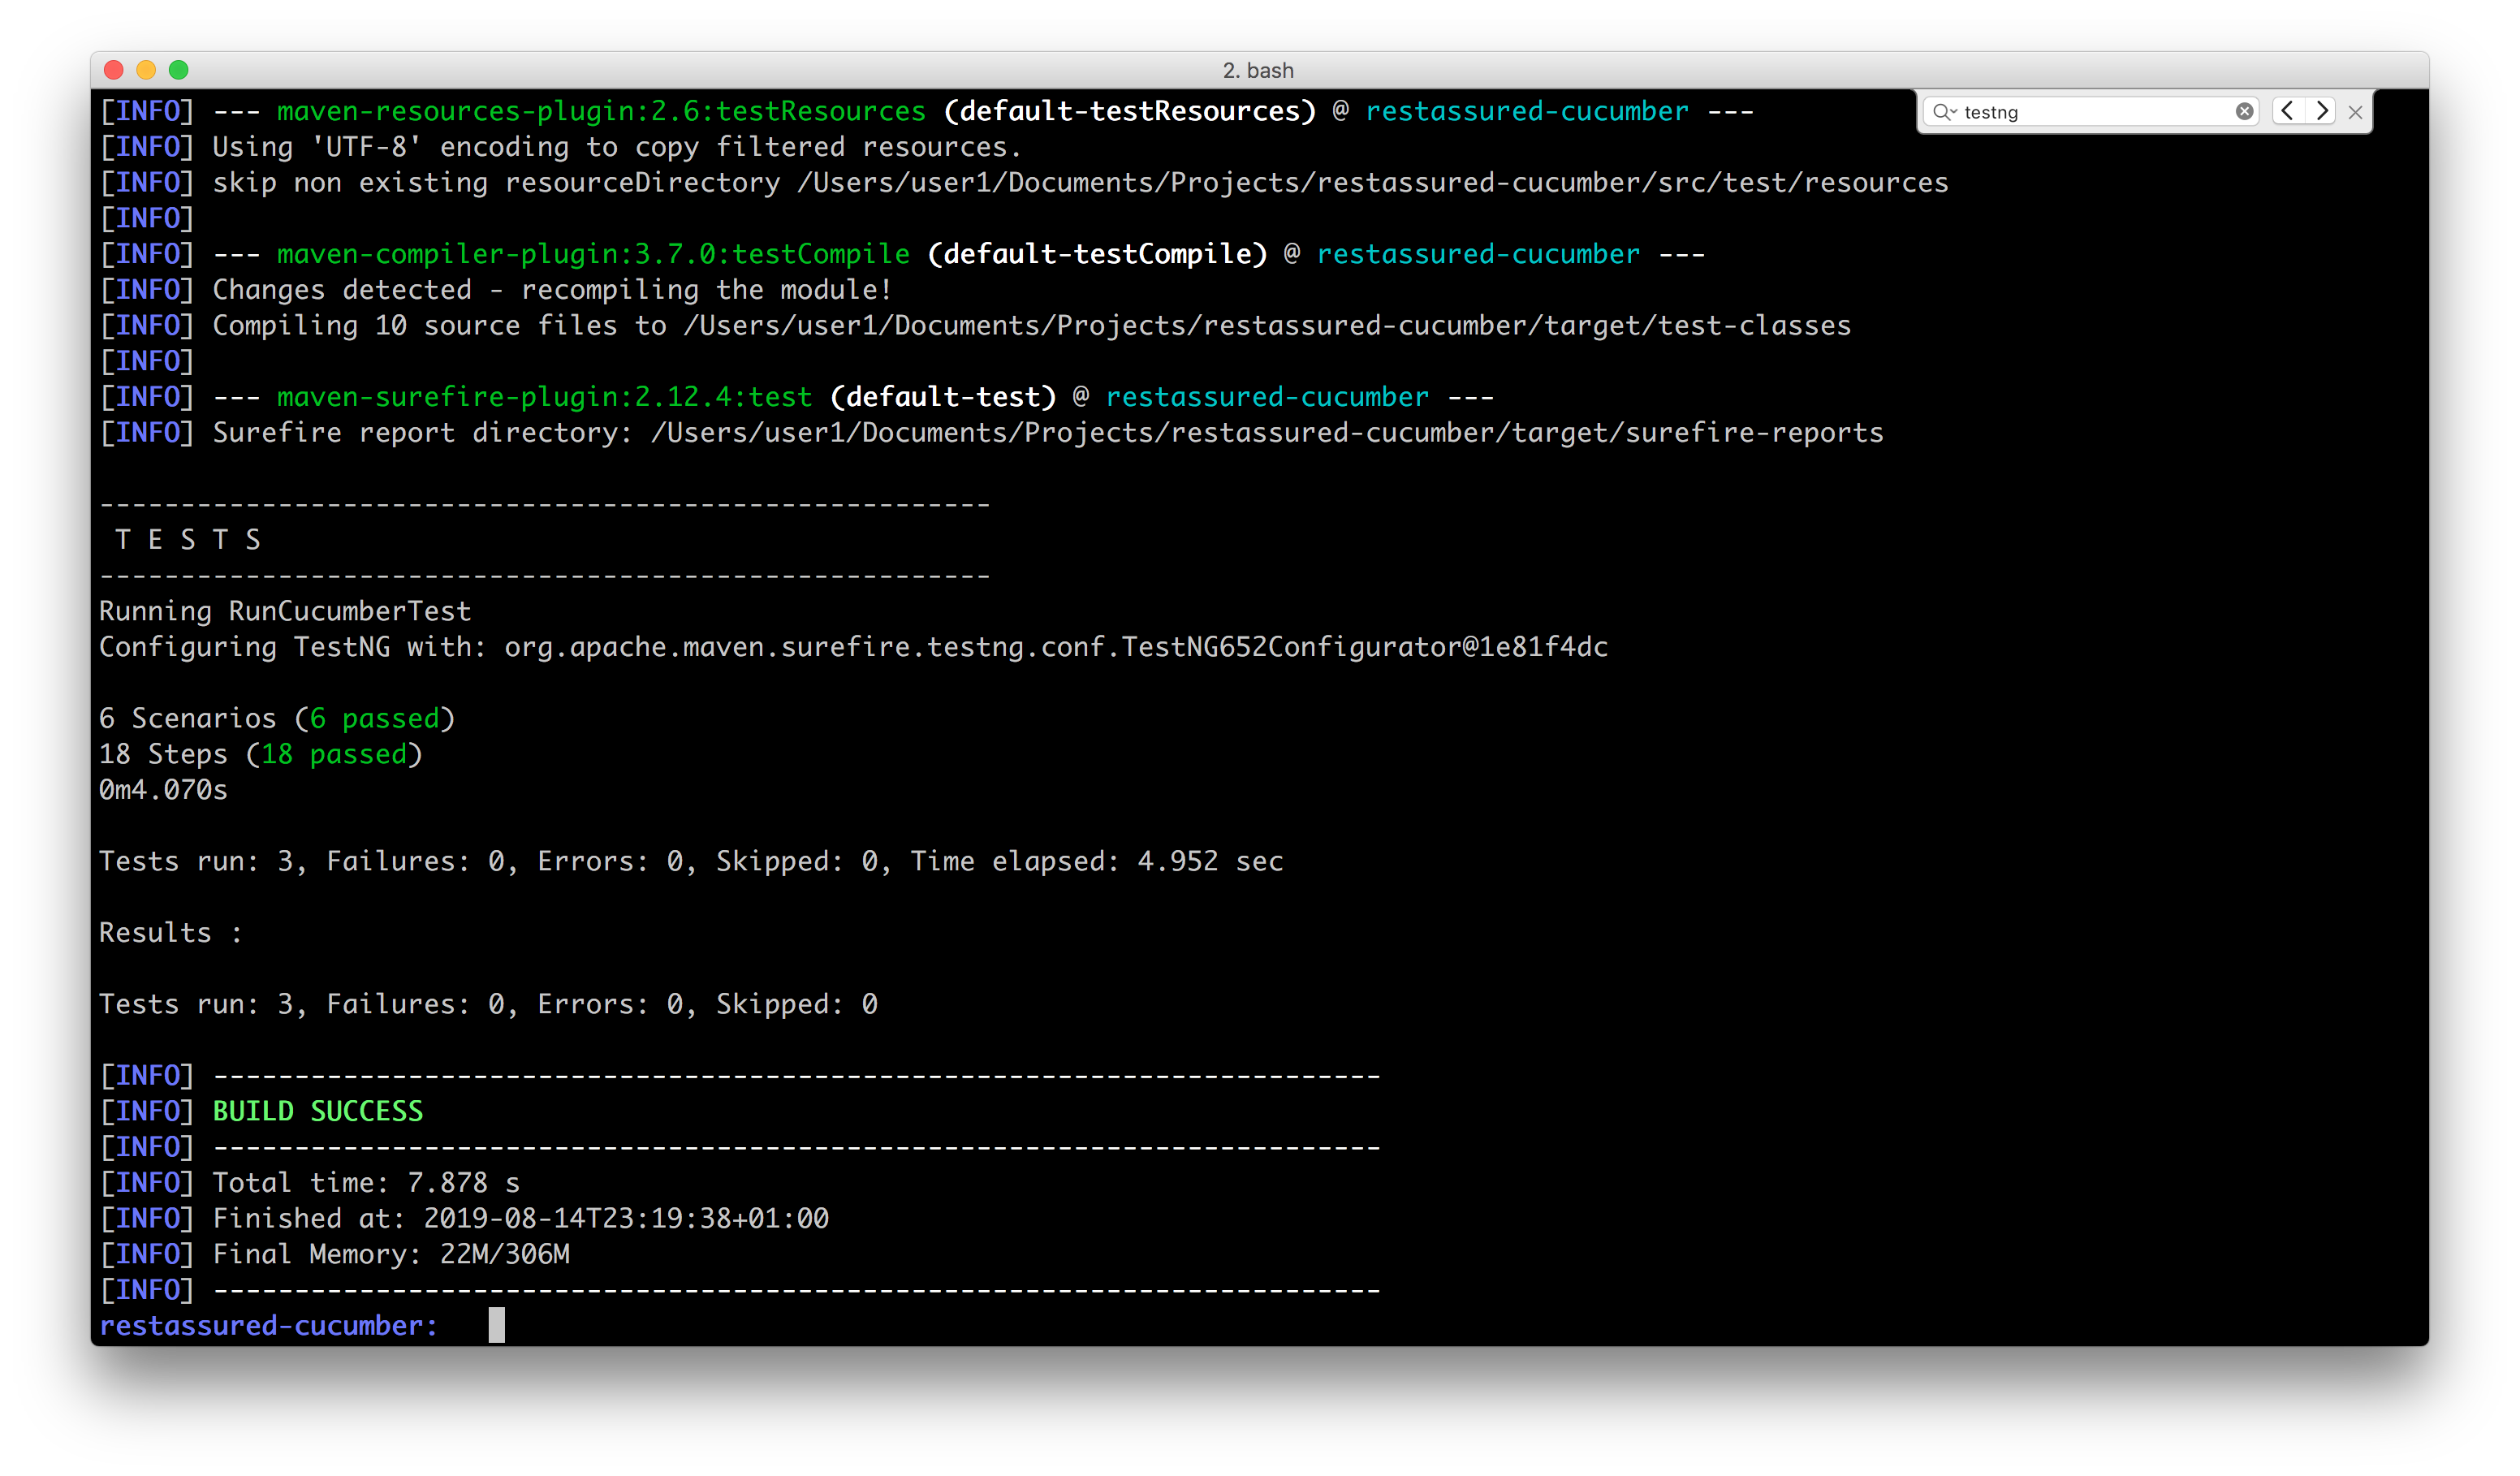 2. bash
testng
[INFO] --- maven-resources-plugin:2.6:testResources (default-testResources) @ restassured-cucumber ---
[INFO] Using 'UTF-8' encoding to copy filtered resources.
[INFO] skip non existing resourceDirectory /Users/user1/Documents/Projects/restassured-cucumber/src/test/resources
[INFO]
[INFO] --- maven-compiler-plugin:3.7.0:testCompile (default-testCompile) @ restassured-cucumber ---
[INFO] Changes detected - recompiling the module!
[INFO] Compiling 10 source files to /Users/user1/Documents/Projects/restassured-cucumber/target/test-classes
[INFO]
[INFO] --- maven-surefire-plugin:2.12.4:test (default-test) @ restassured-cucumber ---
[INFO] Surefire report directory: /Users/user1/Documents/Projects/restassured-cucumber/target/surefire-reports
-------------------------------------------------------
T E S T S
-------------------------------------------------------
Running RunCucumberTest
Configuring TestNG with: org.apache.maven.surefire.testng.conf.TestNG652Configurator@1e81f4dc
6 Scenarios (6 passed)
18 Steps (18 passed)
0m4.070s
Tests run: 3, Failures: 0, Errors: 0, Skipped: 0, Time elapsed: 4.952 sec
Results :
Tests run: 3, Failures: 0, Errors: 0, Skipped: 0
[INFO] ------------------------------------------------------------------------
[INFO] BUILD SUCCESS
[INFO] ------------------------------------------------------------------------
[INFO] Total time: 7.878 s
[INFO] Finished at: 2019-08-14T23:19:38+01:00
[INFO] Final Memory: 22M/306M
[INFO] ------------------------------------------------------------------------
restassured-cucumber: